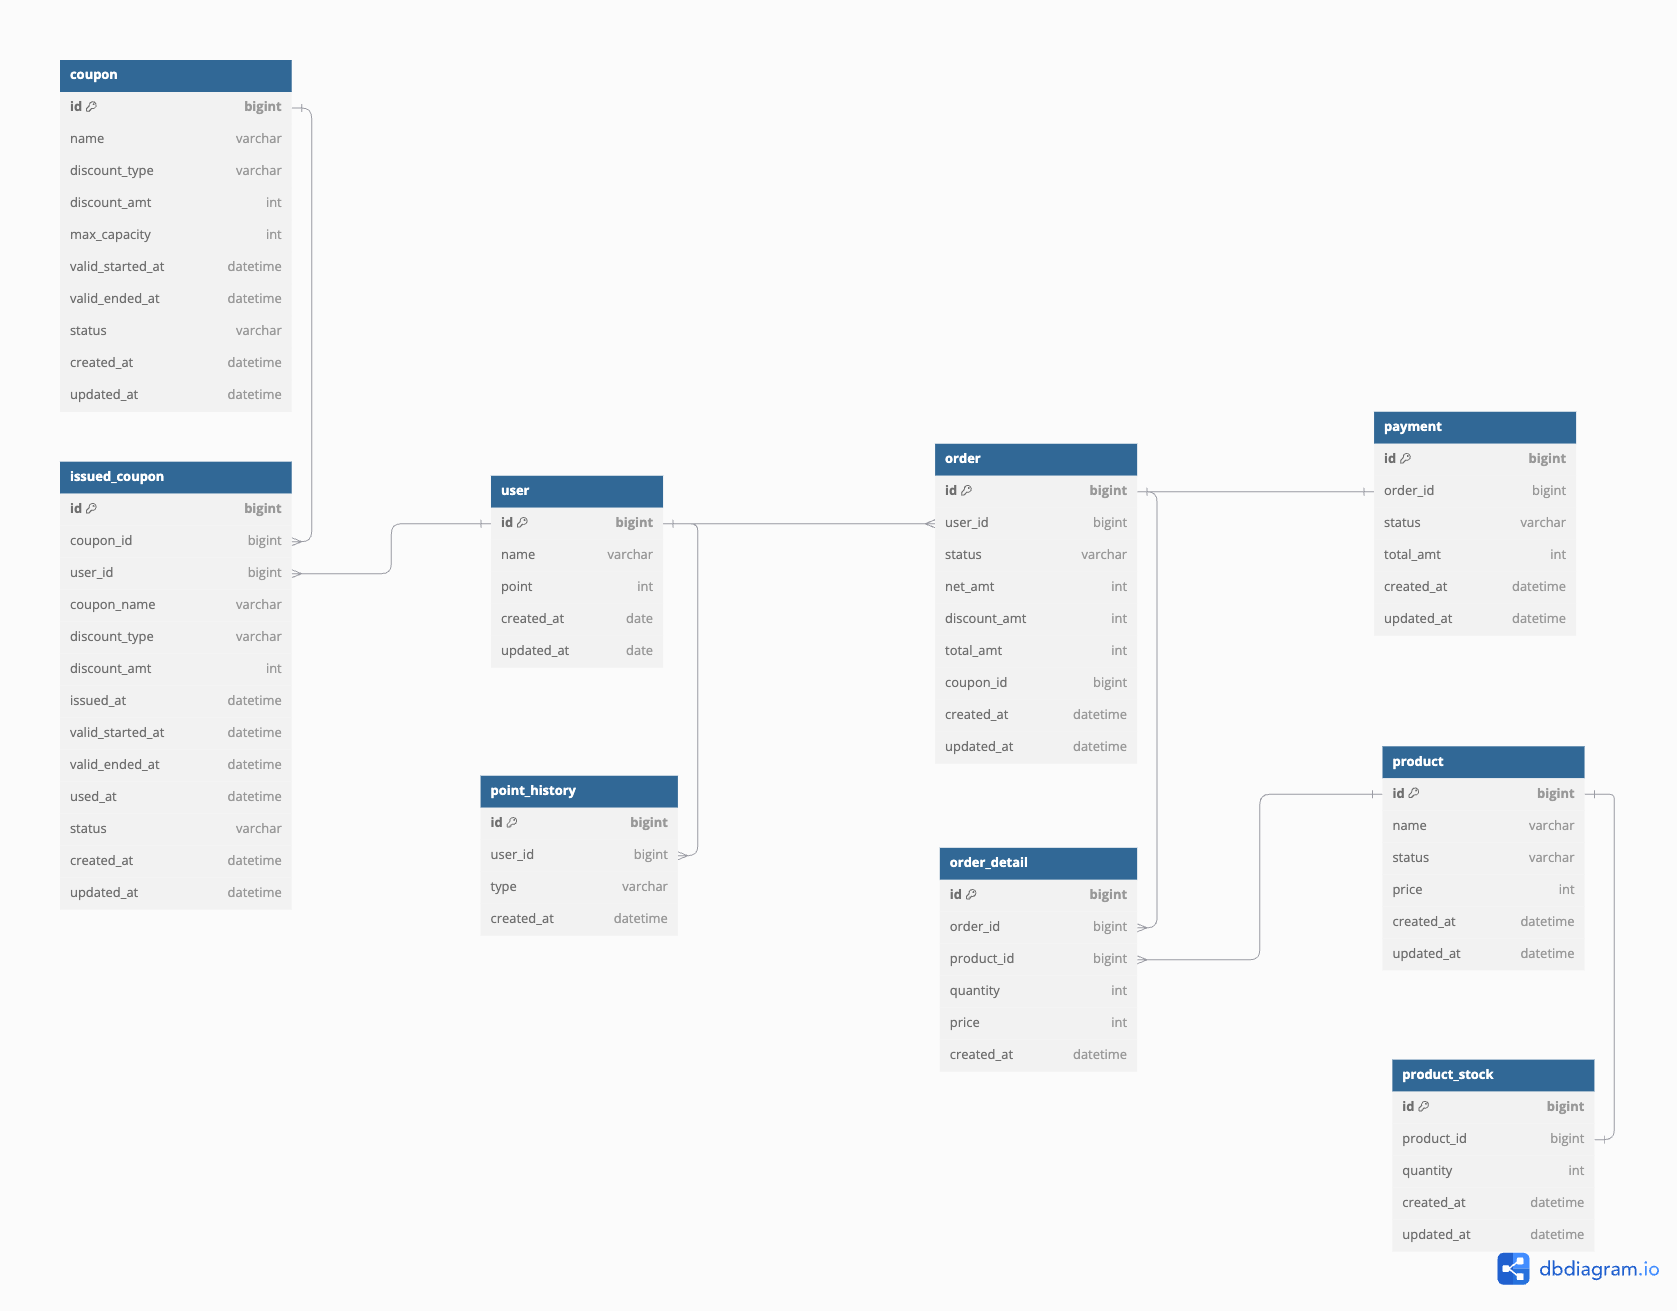 coupon
id bigint
name varchar
discount_type varchar
discount_amt int
max_capacity int
valid_started_at datetime
valid_ended_at datetime
status varchar
created_at datetime
updated_at datetime
issued_coupon
id bigint
coupon_id bigint
user_id bigint
coupon_name varchar
discount_type varchar
discount_amt int
issued_at datetime
valid_started_at datetime
valid_ended_at datetime
used_at datetime
status varchar
created_at datetime
updated_at datetime
user
id bigint
name varchar
point int
created_at date
updated_at date
point_history
id bigint
user_id bigint
type varchar
created_at datetime
order
id bigint
user_id bigint
status varchar
net_amt int
discount_amt int
total_amt int
coupon_id bigint
created_at datetime
updated_at datetime
order_detail
id bigint
order_id bigint
product_id bigint
quantity int
price int
created_at datetime
payment
id bigint
order_id bigint
status varchar
total_amt int
created_at datetime
updated_at datetime
product
id bigint
name varchar
status varchar
price int
created_at datetime
updated_at datetime
product_stock
id bigint
product_id bigint
quantity int
created_at datetime
updated_at datetime
dbdiagram.io